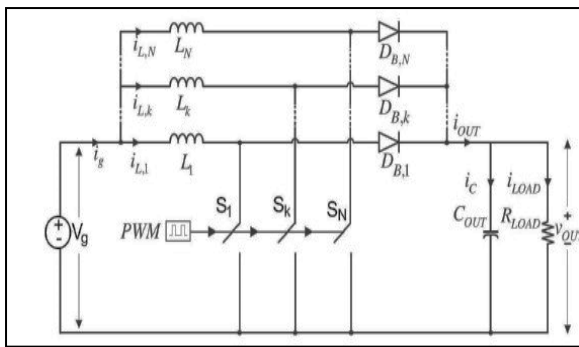 i_{L,N} L_N D_{B,N}
i_{L,k} L_k D_{B,k}
i_{OUT}
i_g i_{L,1} L_1 D_{B,1}
S_1 S_k S_N
i_C i_{LOAD}
+ - V_g PWM C_{OUT} R_{LOAD} + v_{OUT} -